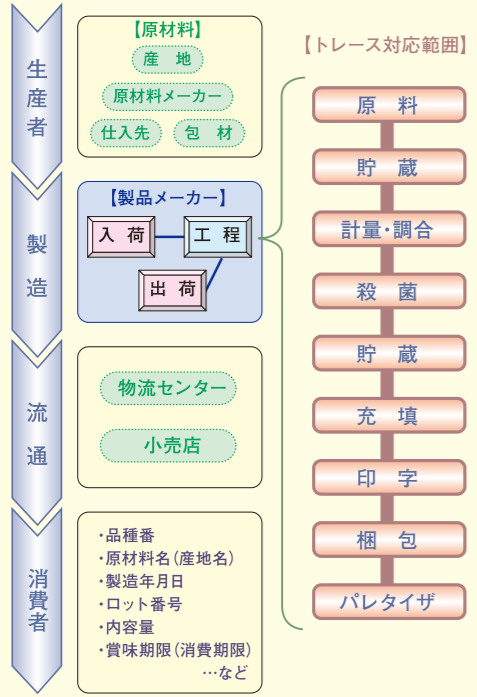 生産者
【原材料】
産 地
原材料メーカー
仕入先 包 材
製造
【製品メーカー】
入 荷 工 程
出 荷
流通
物流センター
小売店
消費者
・品種番
・原材料名(産地名)
・製造年月日
・ロット番号
・内容量
・賞味期限(消費期限)
…など
【トレース対応範囲】
原 料
貯 蔵
計量・調合
殺 菌
貯 蔵
充 填
印 字
梱 包
パレタイザ